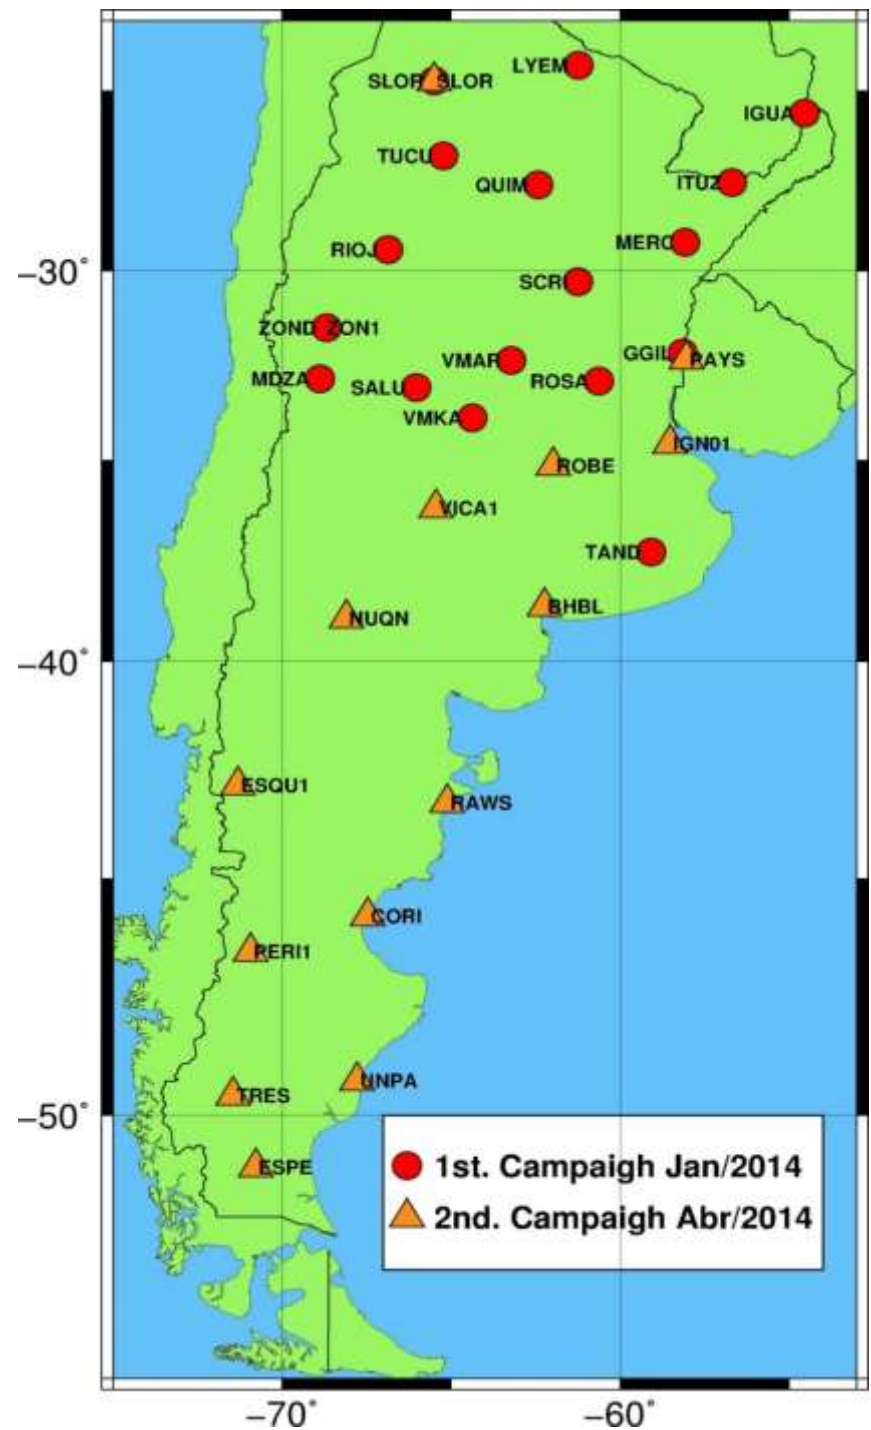 LYEM
SLOR SLOR
IGUA
TUCU
QUIM
ITUZ
MERC
RIOJ
−30°
SCRI
ZOND ZON1
GGIL PAYS
VMAR
MDZA
ROSA
SALU
VMKA
IGN01
ROBE
VICA1
TAND
BHBL
NUQN
−40°
ESQU1
RAWS
CORI
PERI1
UNPA
TRES
−50°
1st. Campaigh Jan/2014
ESPE
2nd. Campaigh Abr/2014
−70° −60°